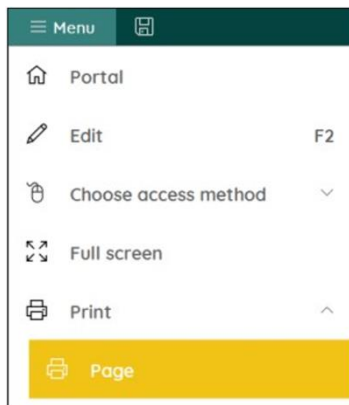 Menu
Portal
Edit F2
Choose access method
Full screen
Print
Page